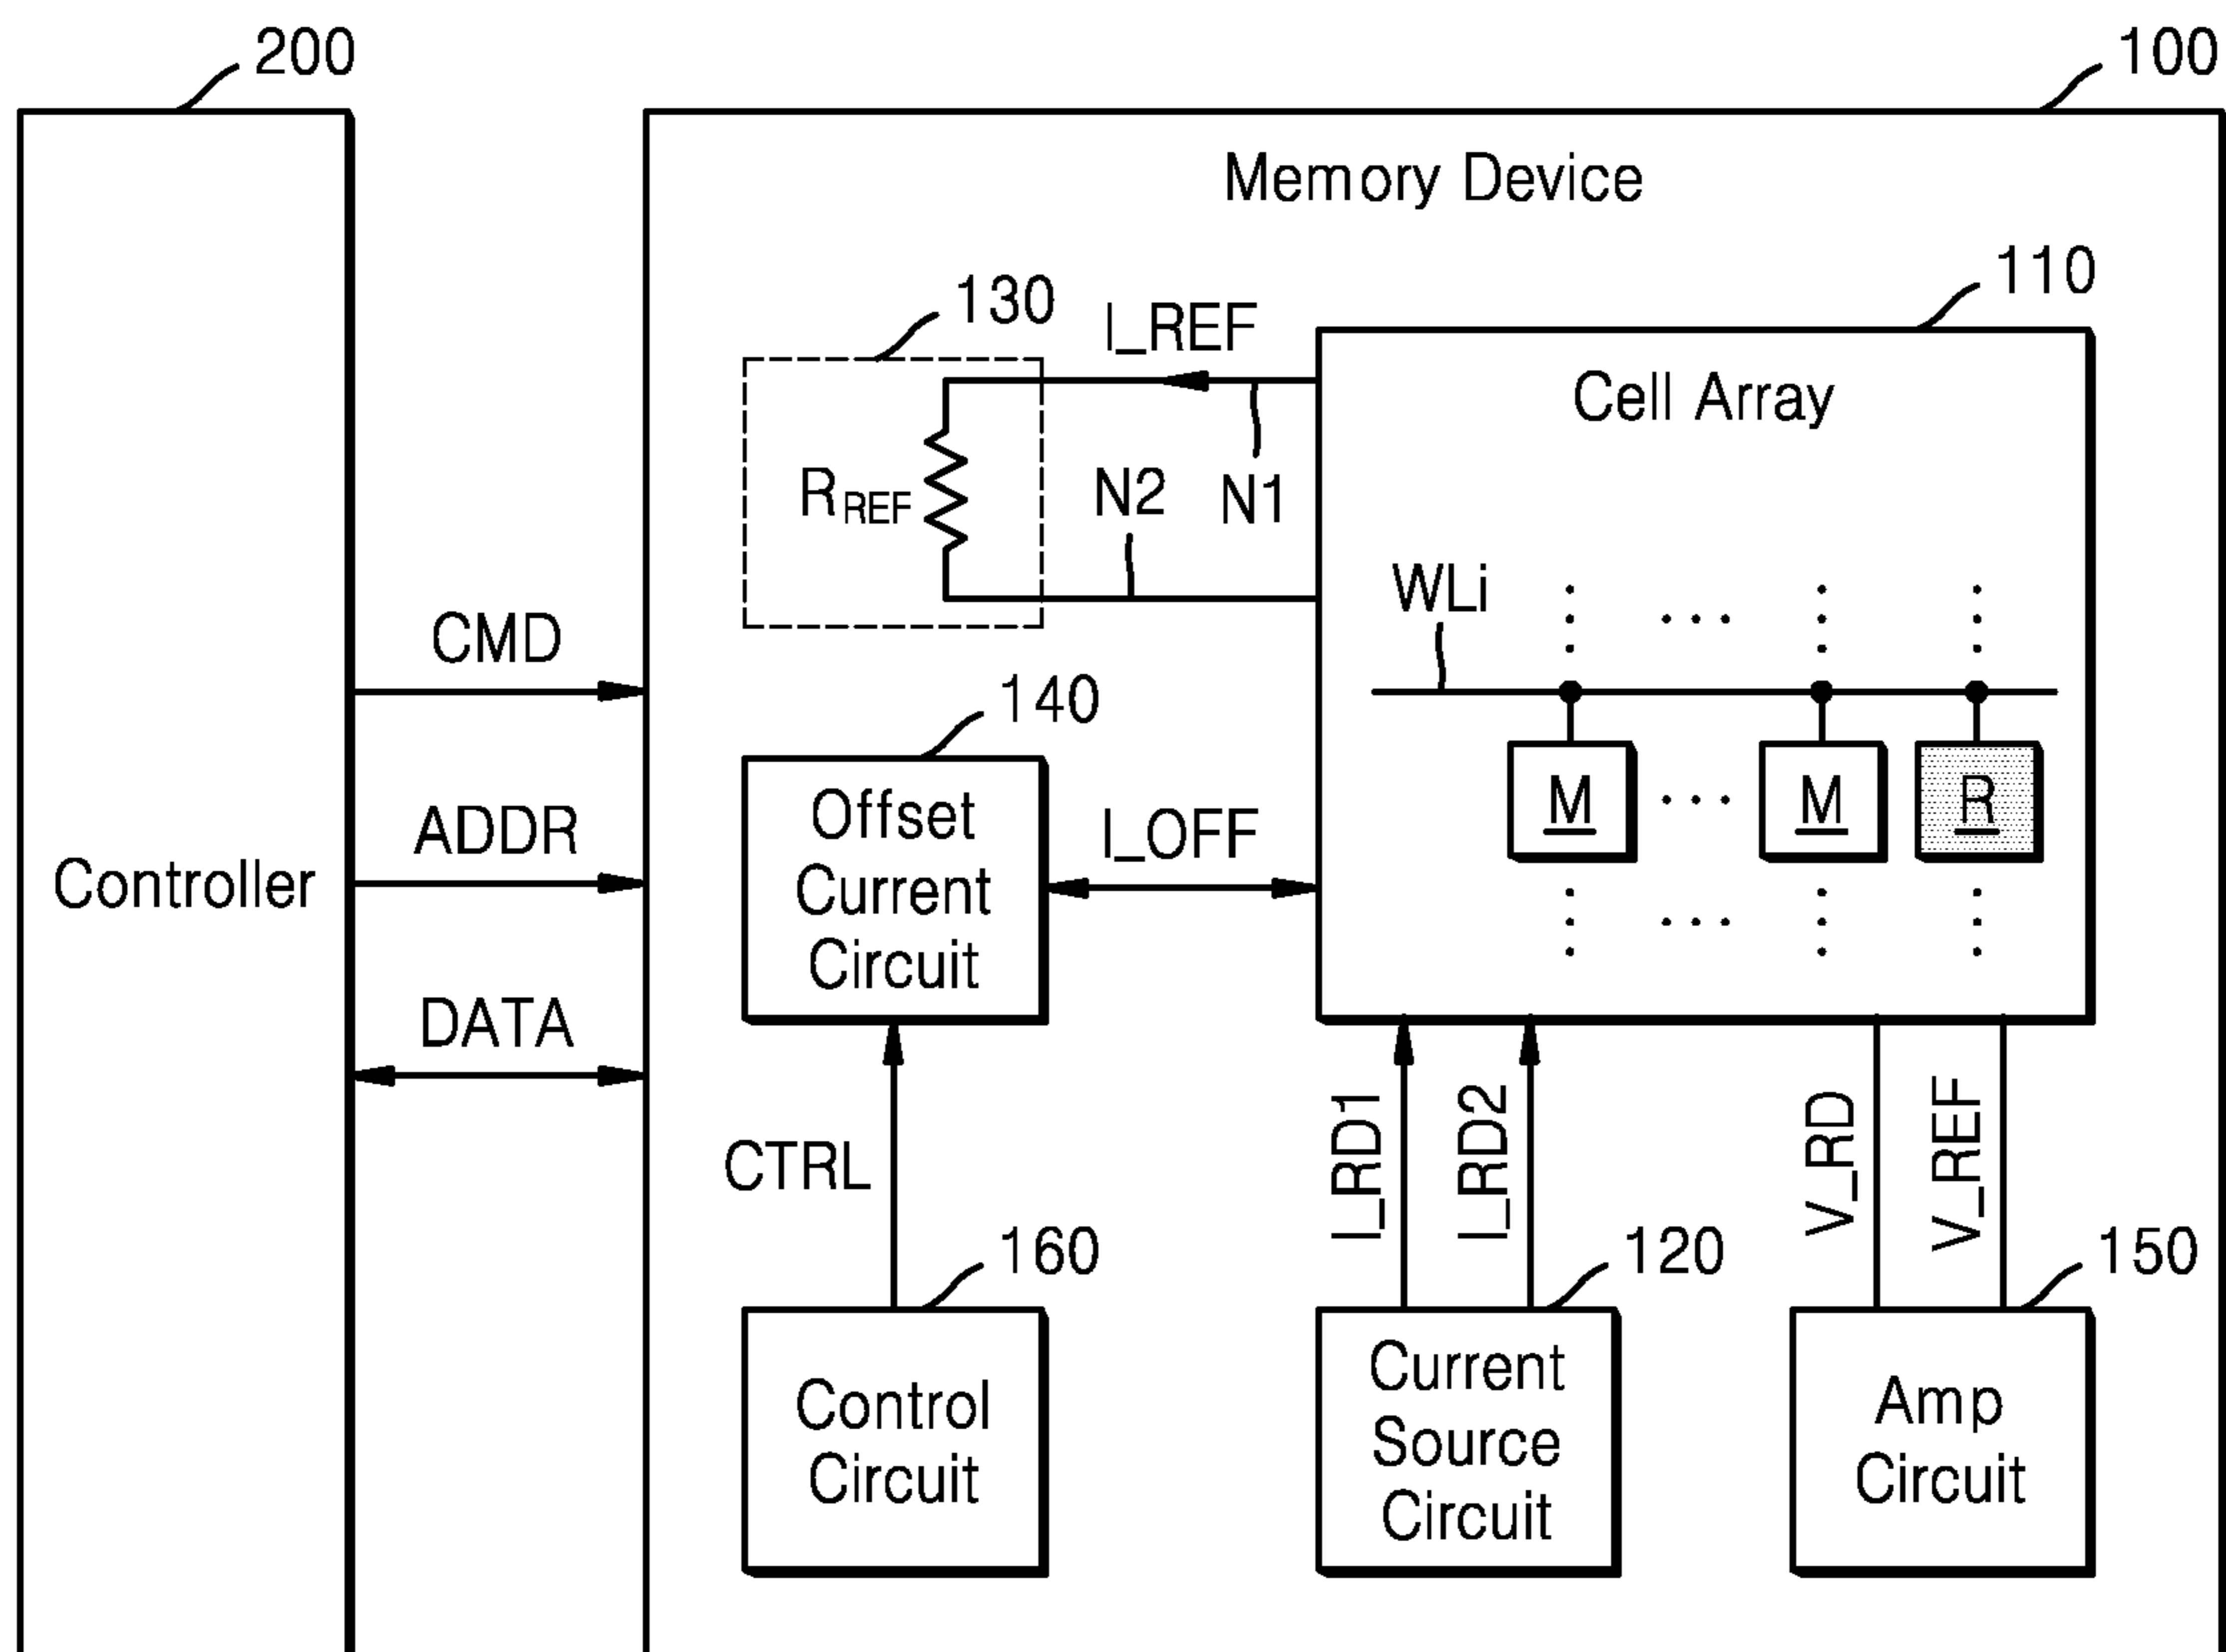 200
100
Memory Device
130
I_REF
110
Cell Array
R REF
N2
N1
WLi
CMD
140
M
...
M
R
ADDR
Offset
Current
Circuit
I_OFF
Controller
DATA
CTRL
I_RD1
I_RD2
V_RD
V_REF
160
120
150
Control
Circuit
Current
Source
Circuit
Amp
Circuit